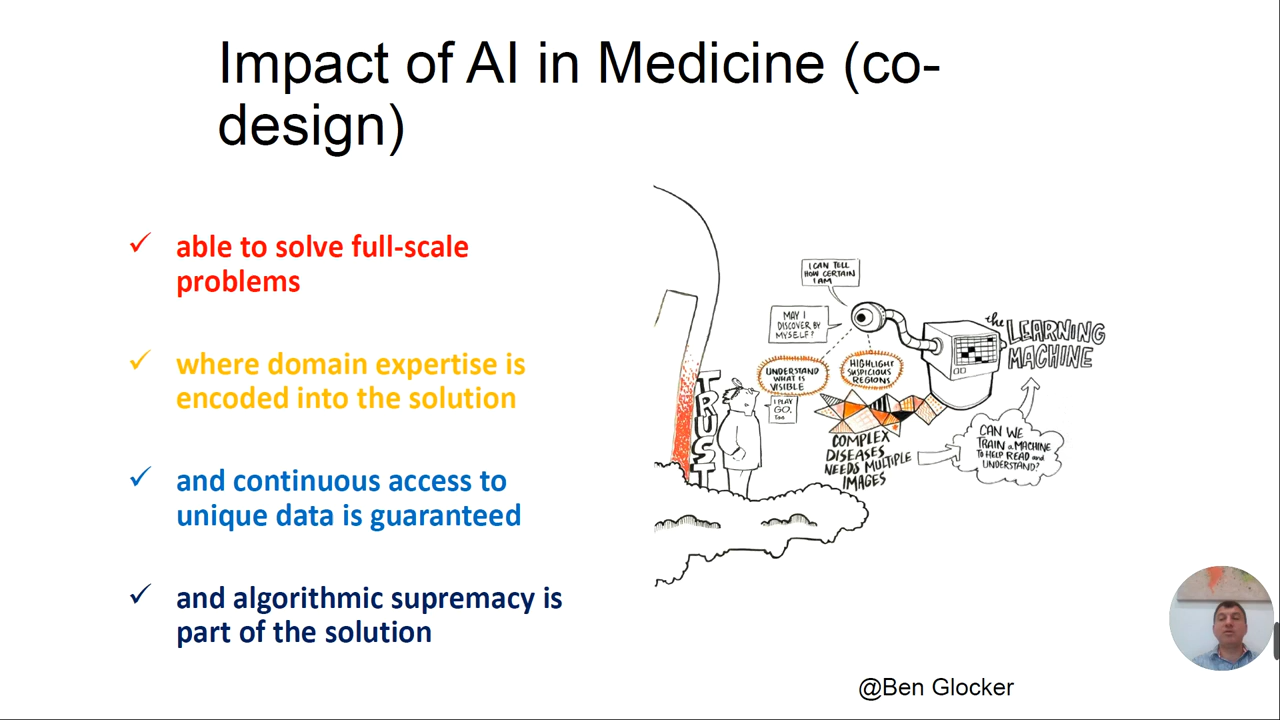 Impact of AI in Medicine (co-
design)
✓ able to solve full-scale
problems
✓ where domain expertise is
encoded into the solution
✓ and continuous access to
unique data is guaranteed
✓ and algorithmic supremacy is
part of the solution
I CAN TELL
HOW CERTAIN
I AM
MAY I
DISCOVER BY
MYSELF?
the LEARNING
MACHINE
UNDERSTAND
WHAT IS
VISIBLE
HIGHLIGHT
SUSPICIOUS
REGIONS
TRUST
I PLAY
GO.
TOO
COMPLEX
DISEASES
NEEDS MULTIPLE
IMAGES
CAN WE
TRAIN a MACHINE
TO HELP READ and
UNDERSTAND?
@Ben Glocker